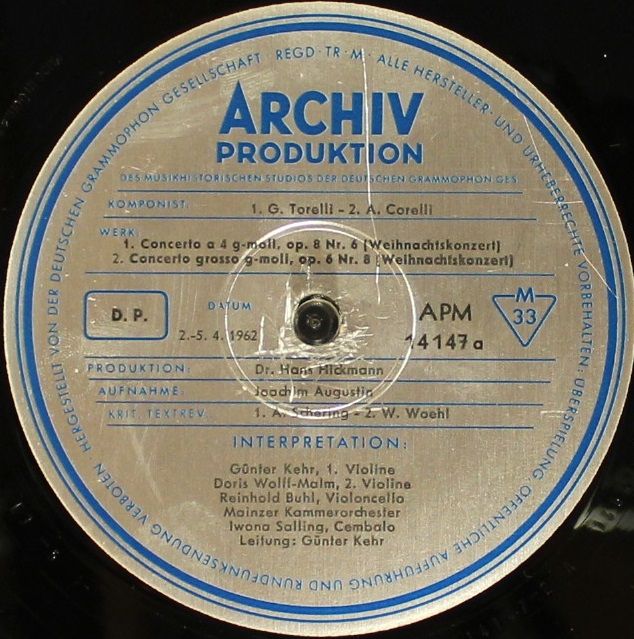 HERGESTELLT VON DER DEUTSCHEN GRAMMOPHON GESELLSCHAFT · REGD · TR · M · ALLE HERSTELLER- UND URHEBERRECHTE VORBEHALTEN · ÜBERSPIELUNG, ÖFFENTLICHE AUFFÜHRUNG UND RUNDFUNKSENDUNG VERBOTEN
ARCHIV
PRODUKTION
DES MUSIKHISTORISCHEN STUDIOS DER DEUTSCHEN GRAMMOPHON GES.
KOMPONIST: 1. G. Torelli - 2. A. Corelli
WERK:
1. Concerto a 4 g-moll, op. 8 Nr. 6 (Weihnachtskonzert)
2. Concerto grosso g-moll, op. 6 Nr. 8 (Weihnachtskonzert)
D. P.
DATUM
2.-5. 4. 1962
APM
14147 a
M
33
PRODUKTION: Dr. Hans Hickmann
AUFNAHME: Joachim Augustin
KRIT. TEXTREV.: 1. A. Schering - 2. W. Woehl
INTERPRETATION:
Günter Kehr, 1. Violine
Doris Wolff-Malm, 2. Violine
Reinhold Buhl, Violoncello
Mainzer Kammerorchester
Iwona Salling, Cembalo
Leitung: Günter Kehr